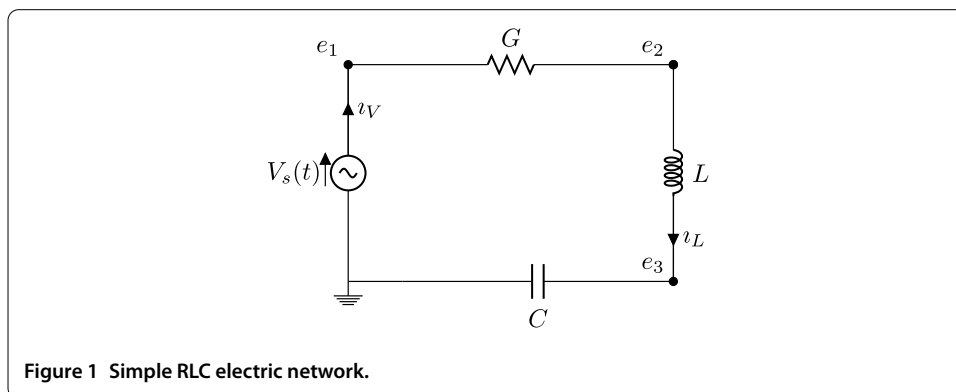 G
e₁
e₂
ıV
Vₛ(t)
L
ıL
e₃
C
Figure 1 Simple RLC electric network.